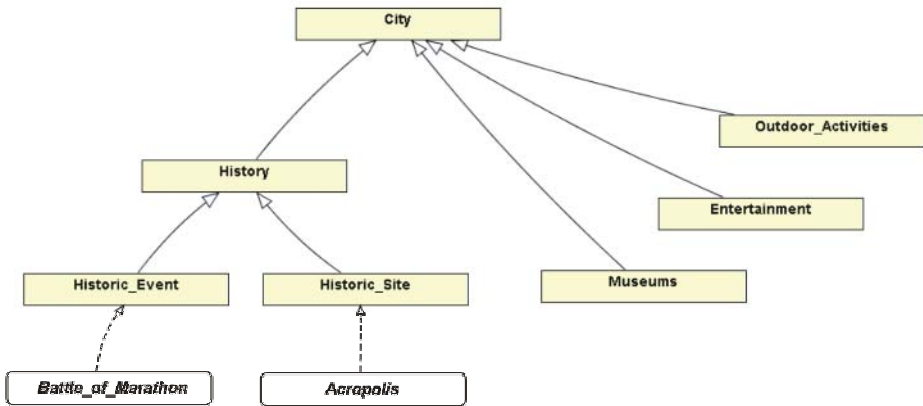 City
Outdoor_Activities
History
Entertainment
Historic_Event
Historic_Site
Museums
Battle_of_Marathon
Acropolis